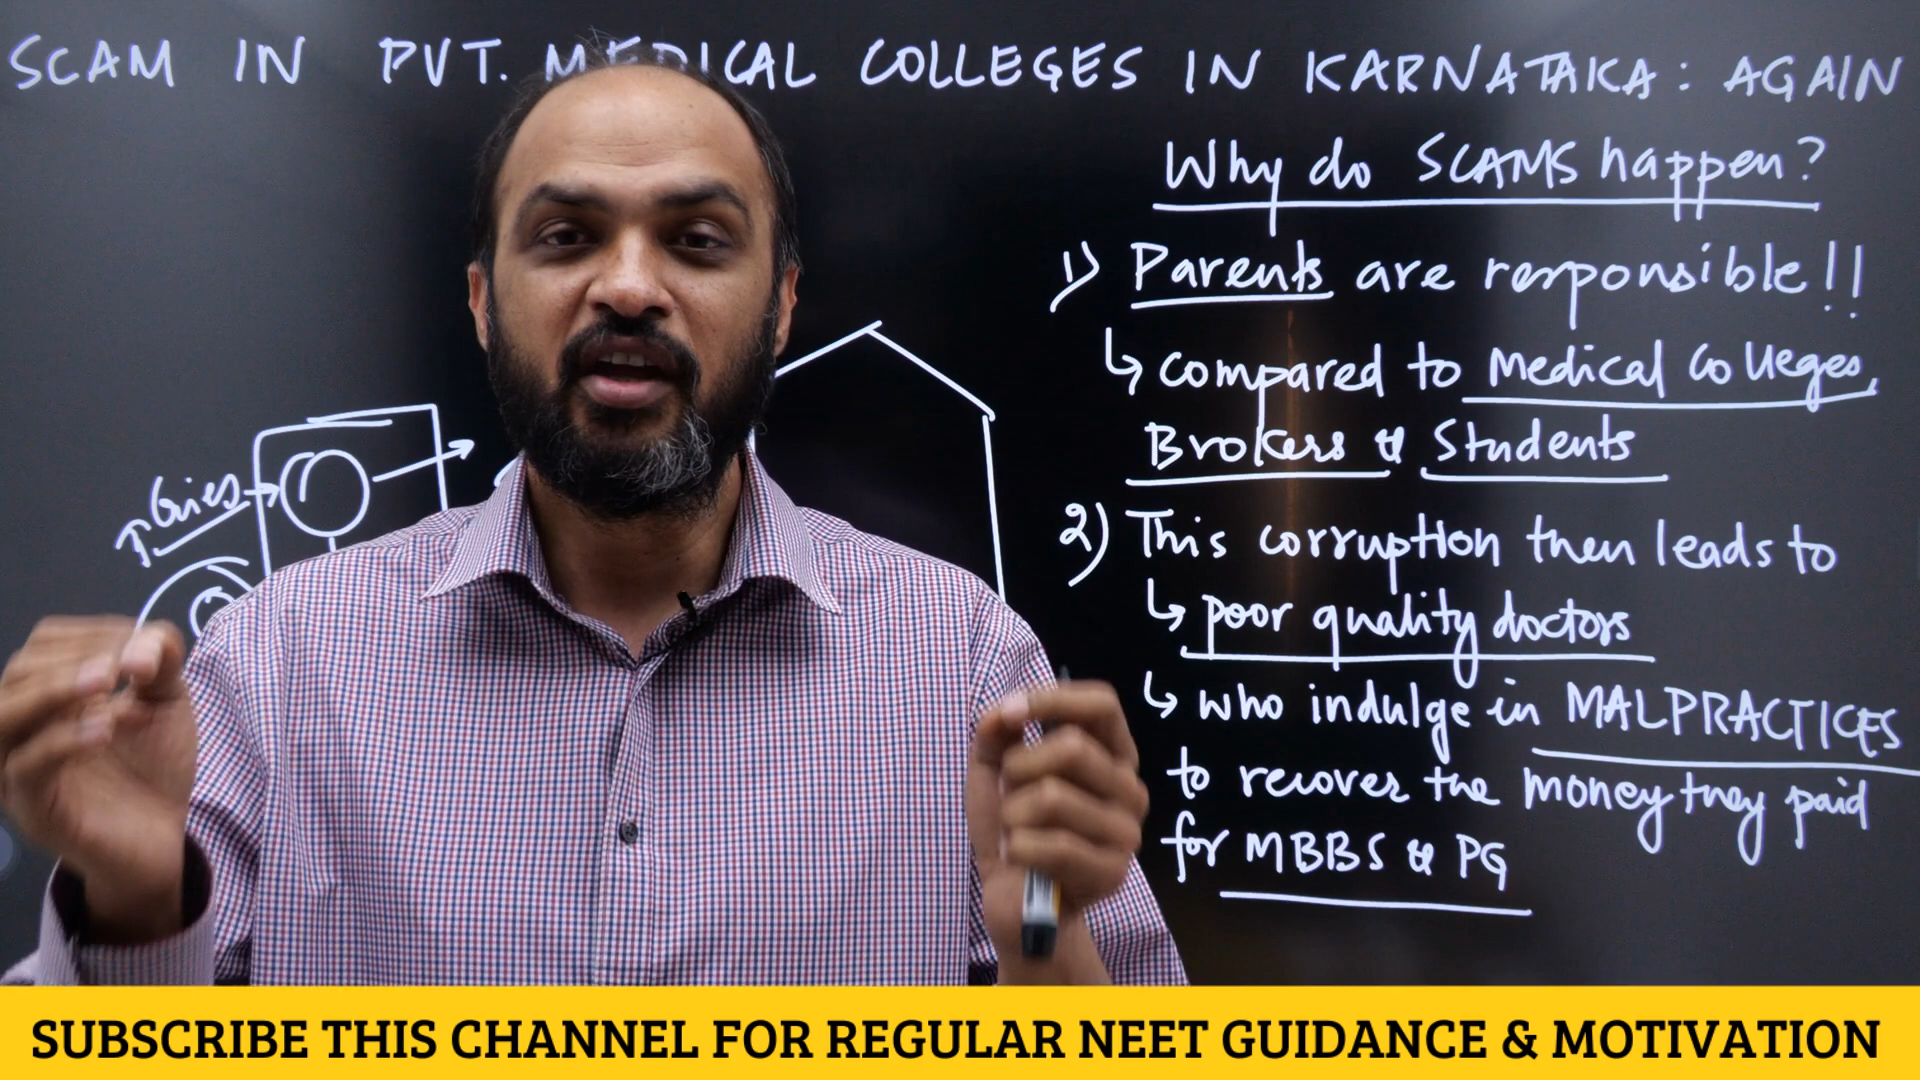 SCAM IN PVT. MEDICAL COLLEGES IN KARNATAKA: AGAIN
Why do SCAMS happen?
1) Parents are responsible!!
↳ compared to Medical Colleges,
Brokers & Students
2) This corruption then leads to
↳ poor quality doctors
↳ who indulge in MALPRACTICES
to recover the money they paid
for MBBS & PG
SUBSCRIBE THIS CHANNEL FOR REGULAR NEET GUIDANCE & MOTIVATION